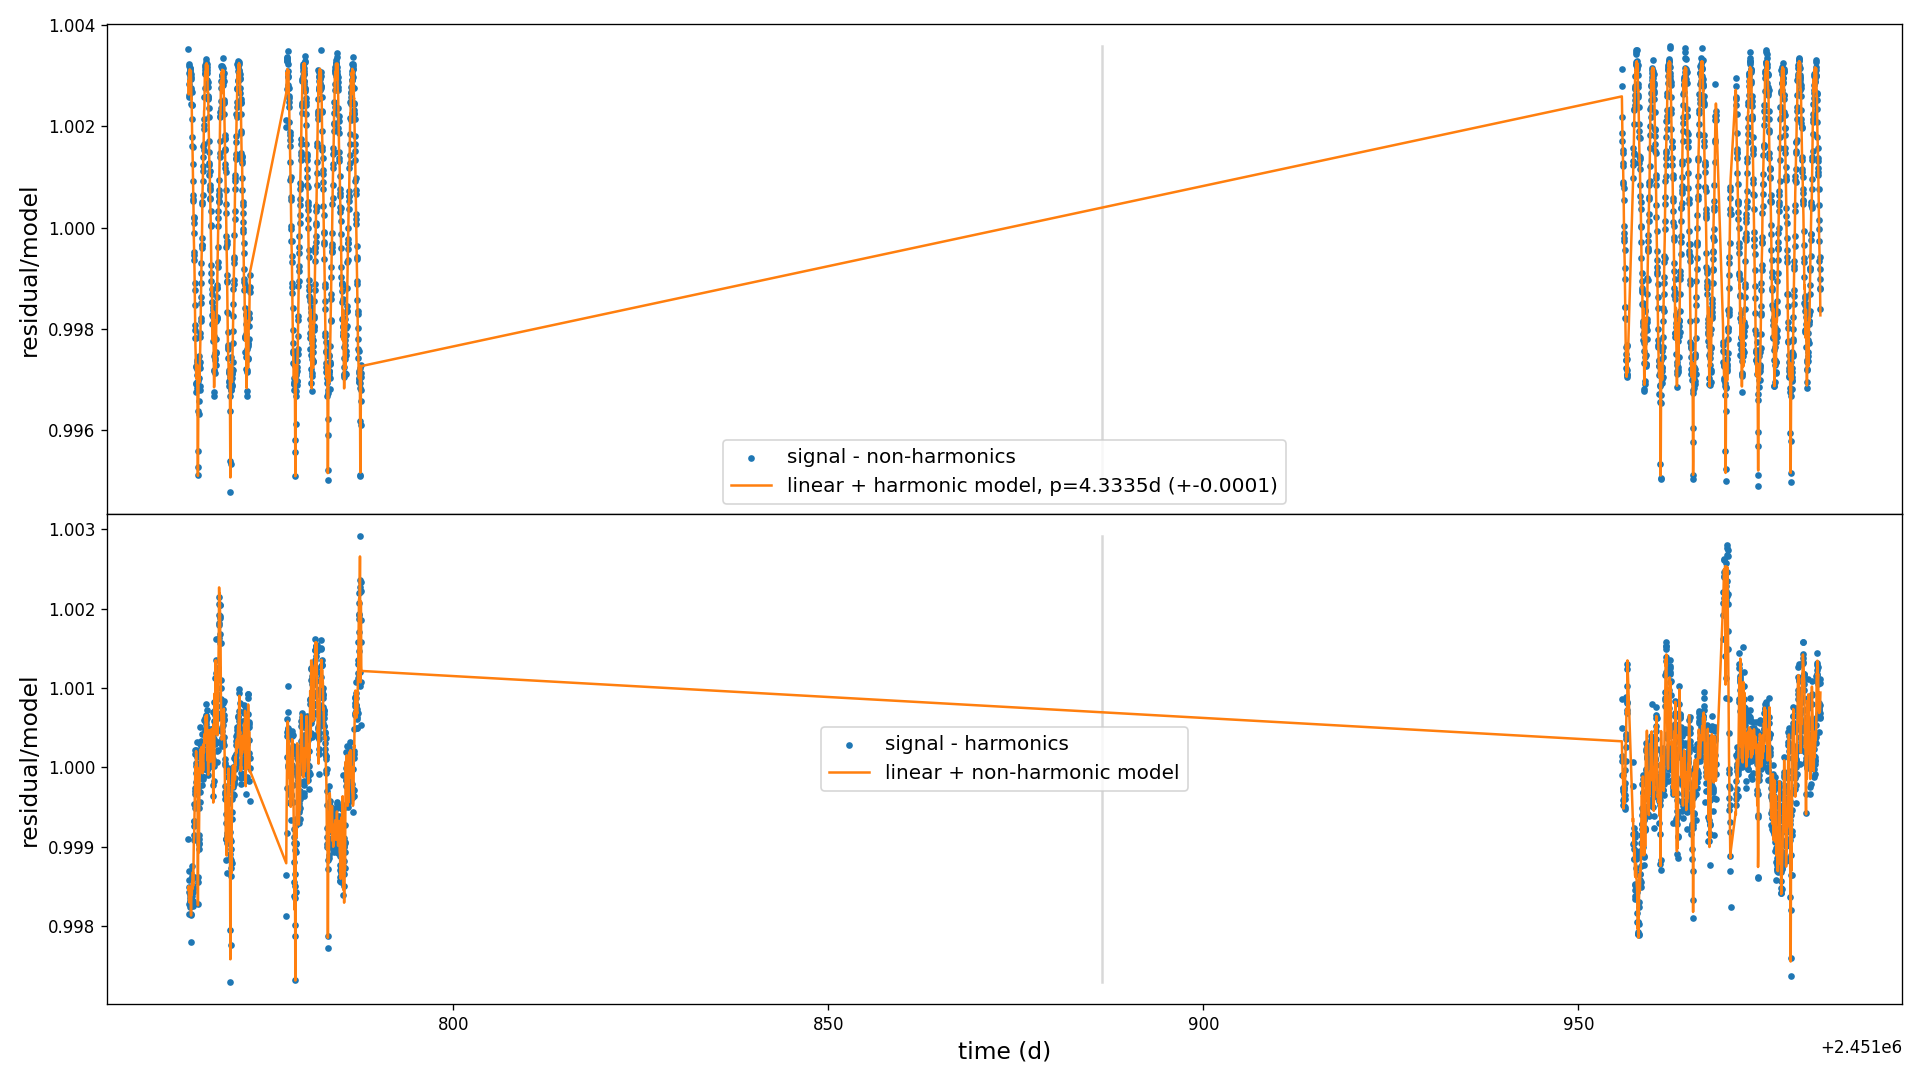 1.004
1.002
1.000
0.998
0.996
residual/model
signal - non-harmonics
linear + harmonic model, p=4.3335d (+-0.0001)
1.003
1.002
1.001
1.000
0.999
0.998
residual/model
signal - harmonics
linear + non-harmonic model
800
850
900
950
time (d)
+2.451e6